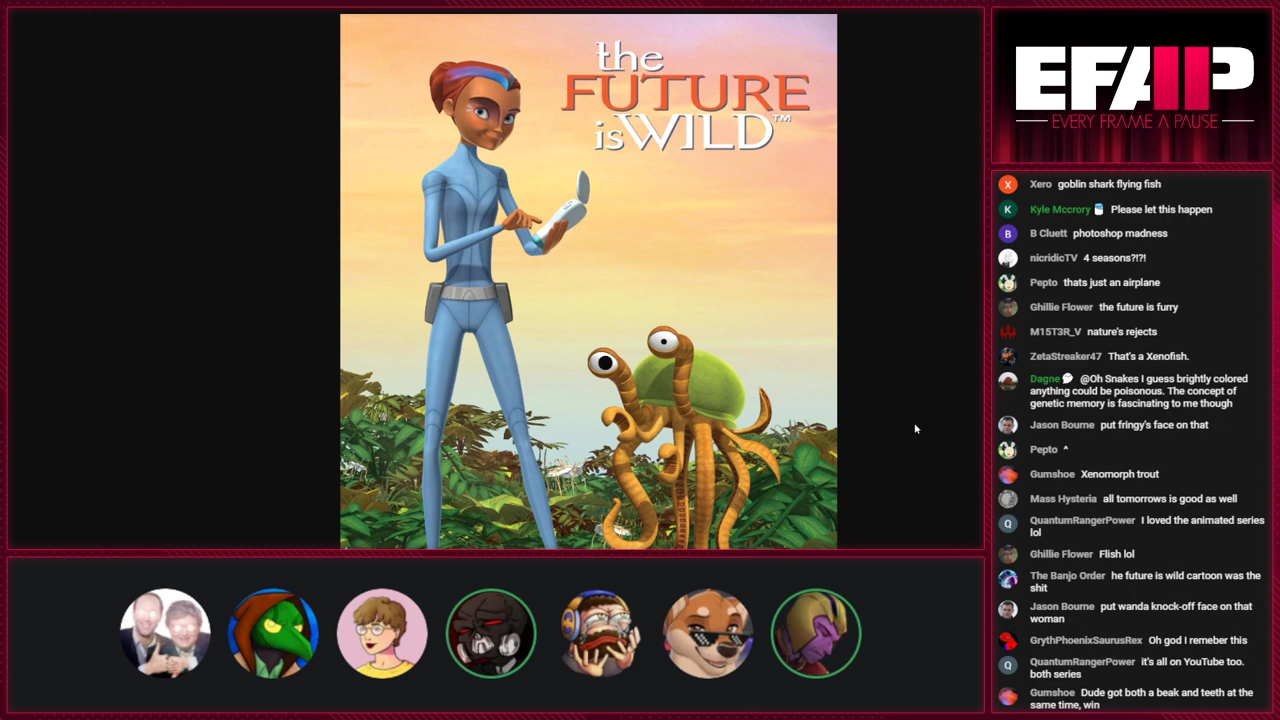 the
FUTURE
isWILD™
EFAP
EVERY FRAME A PAUSE
X Xero goblin shark flying fish
K Kyle Mccrory Please let this happen
B B Cluett photoshop madness
nicridicTV 4 seasons?!?!
Pepto thats just an airplane
Ghillie Flower the future is furry
M15T3R_V nature's rejects
ZetaStreaker47 That's a Xenofish.
Dagne @Oh Snakes I guess brightly colored
anything could be poisonous. The concept of
genetic memory is fascinating to me though
Jason Bourne put fringy's face on that
Pepto ^
Gumshoe Xenomorph trout
Mass Hysteria all tomorrows is good as well
Q QuantumRangerPower I loved the animated series
lol
Ghillie Flower Flish lol
The Banjo Order he future is wild cartoon was the
shit
Jason Bourne put wanda knock-off face on that
woman
GrythPhoenixSaurusRex Oh god I remeber this
Q QuantumRangerPower it's all on YouTube too.
both series
Gumshoe Dude got both a beak and teeth at the
same time, win